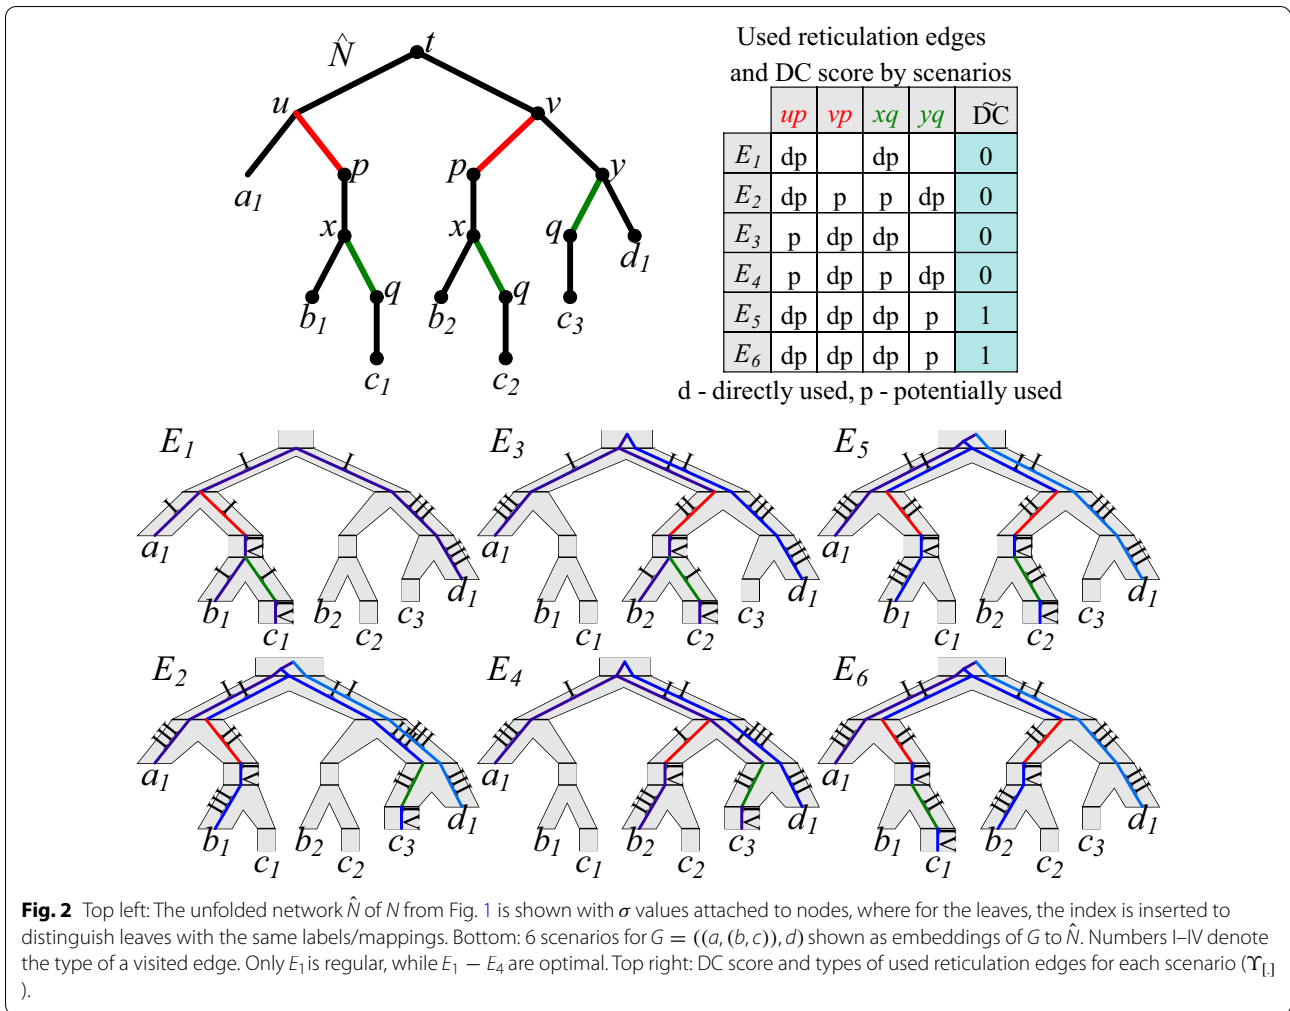 N̂
t
u
v
a1
p
p
y
x
x
q
d1
b1
q
b2
q
c3
c1
c2
Used reticulation edges
and DC score by scenarios
up vp xq yq D̃C
E1 dp dp 0
E2 dp p p dp 0
E3 p dp dp 0
E4 p dp p dp 0
E5 dp dp dp p 1
E6 dp dp dp p 1
d - directly used, p - potentially used
E1
a1 b1 c1 b2 c2 c3 d1
E3
a1 b1 c1 b2 c2 c3 d1
E5
a1 b1 c1 b2 c2 c3 d1
E2
a1 b1 c1 b2 c2 c3 d1
E4
a1 b1 c1 b2 c2 c3 d1
E6
a1 b1 c1 b2 c2 c3 d1
Fig. 2 Top left: The unfolded network N̂ of N from Fig. 1 is shown with σ values attached to nodes, where for the leaves, the index is inserted to
distinguish leaves with the same labels/mappings. Bottom: 6 scenarios for G = ((a, (b, c)), d) shown as embeddings of G to N̂. Numbers I–IV denote
the type of a visited edge. Only E1 is regular, while E1 − E4 are optimal. Top right: DC score and types of used reticulation edges for each scenario (Υ[.]
).